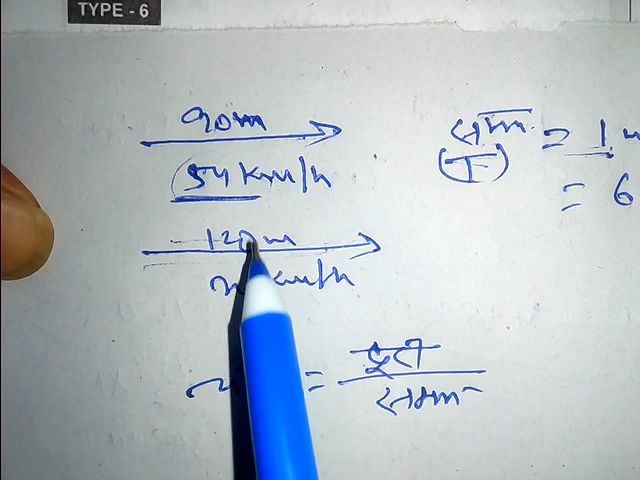 TYPE - 6
90m
54 km/h
120m
km/h
समय = 1
(T)
= 6
= दूरी
समय